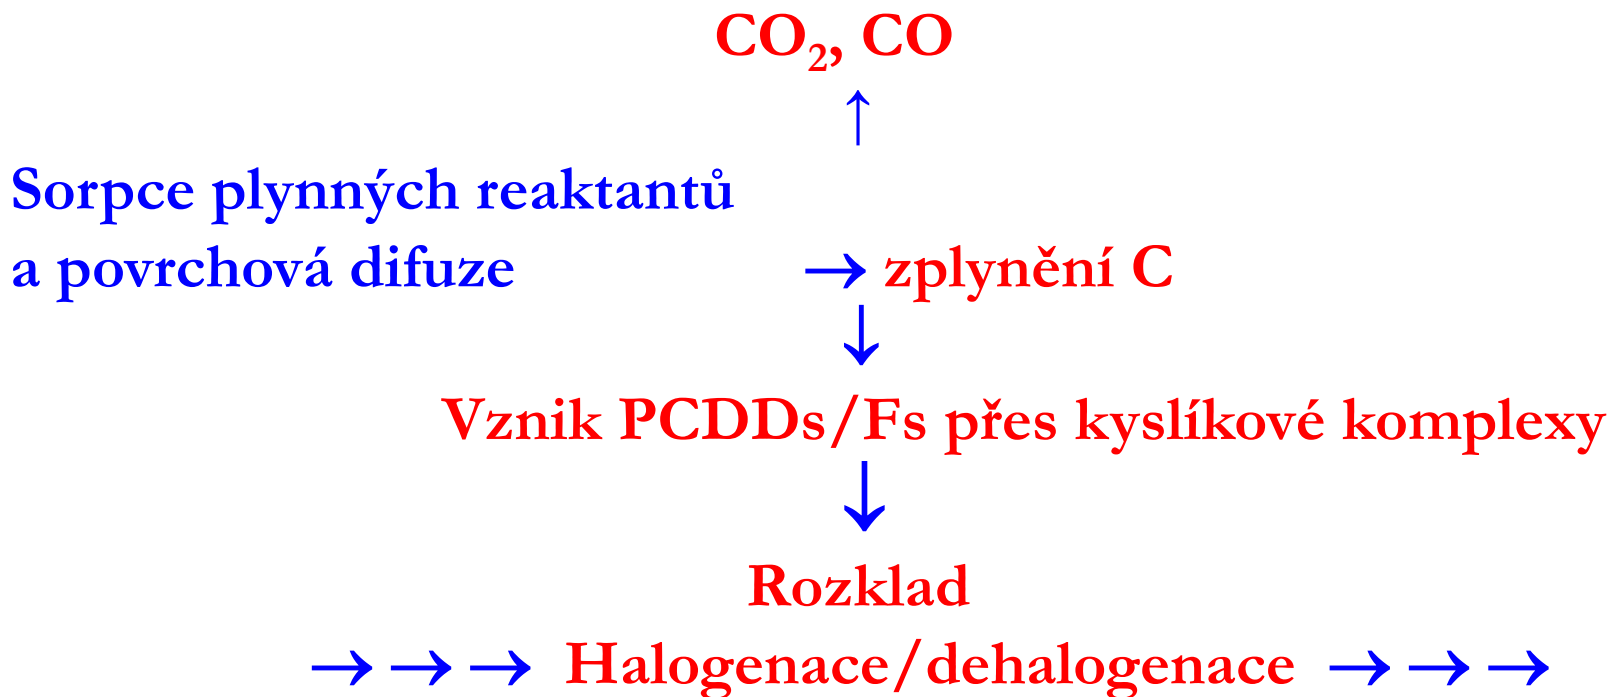 CO₂, CO
↑
Sorpce plynných reaktantů
a povrchová difuze → zplynění C
↓
Vznik PCDDs/Fs přes kyslíkové komplexy
↓
Rozklad
→ → → Halogenace/dehalogenace → → →